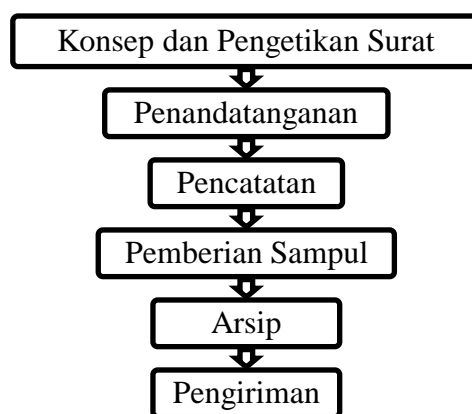 Konsep dan Pengetikan Surat
Penandatanganan
Pencatatan
Pemberian Sampul
Arsip
Pengiriman